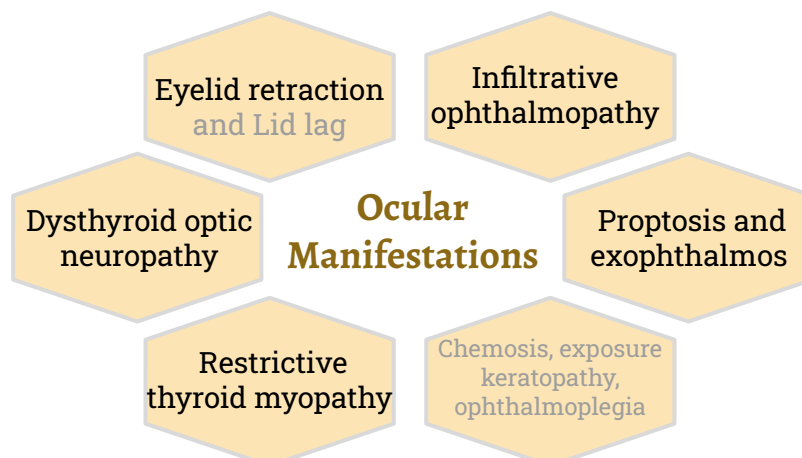 Eyelid retraction
and Lid lag
Infiltrative
ophthalmopathy
Dysthyroid optic
neuropathy
Ocular
Manifestations
Proptosis and
exophthalmos
Restrictive
thyroid myopathy
Chemosis, exposure
keratopathy,
ophthalmoplegia